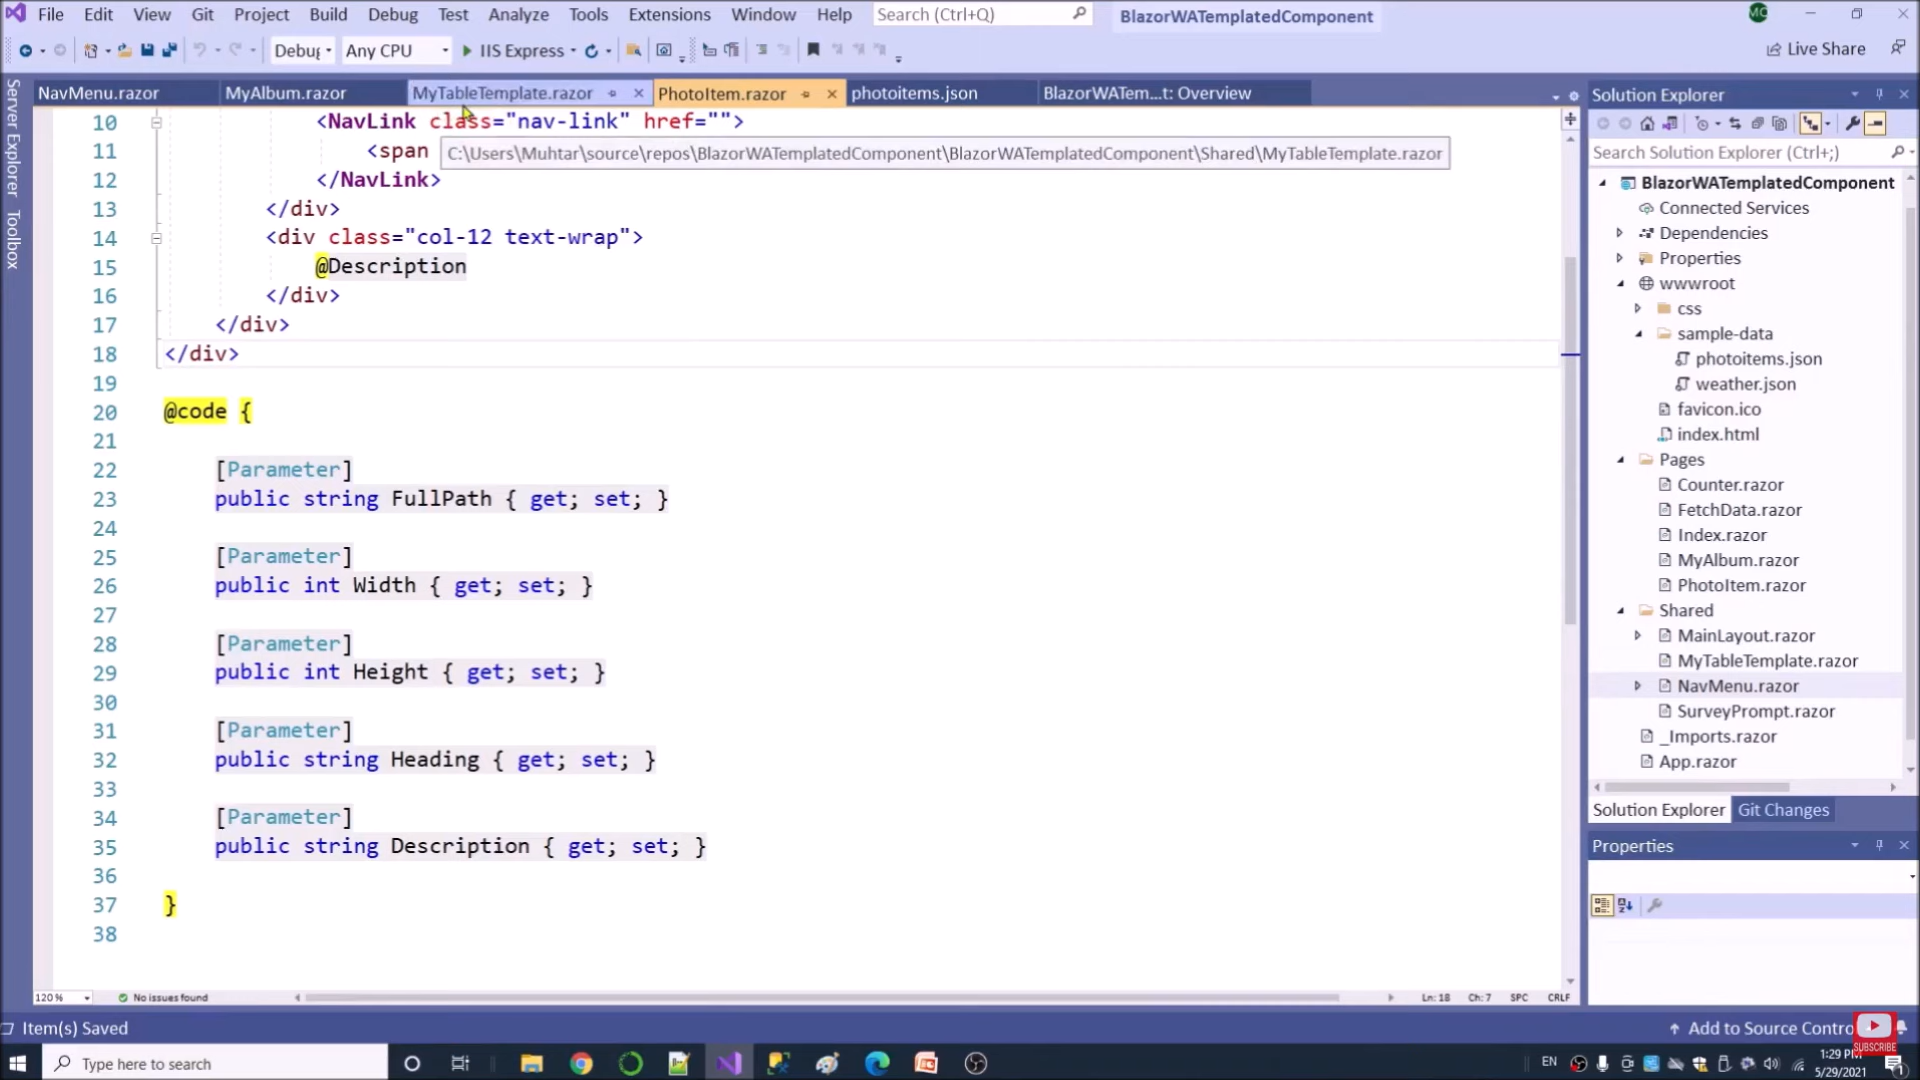 File Edit View Git Project Build Debug Test Analyze Tools Extensions Window Help Search (Ctrl+Q) BlazorWATemplatedComponent MC
Debug Any CPU IIS Express Live Share
NavMenu.razor MyAlbum.razor MyTableTemplate.razor PhotoItem.razor photoitems.json BlazorWATem...t: Overview
Server Explorer
Toolbox
10 <NavLink class="nav-link" href="">
11 <span
C:\Users\Muhtar\source\repos\BlazorWATemplatedComponent\BlazorWATemplatedComponent\Shared\MyTableTemplate.razor
12 </NavLink>
13 </div>
14 <div class="col-12 text-wrap">
15 @Description
16 </div>
17 </div>
18 </div>
19
20 @code {
21
22 [Parameter]
23 public string FullPath { get; set; }
24
25 [Parameter]
26 public int Width { get; set; }
27
28 [Parameter]
29 public int Height { get; set; }
30
31 [Parameter]
32 public string Heading { get; set; }
33
34 [Parameter]
35 public string Description { get; set; }
36
37 }
38
120 % No issues found Ln: 18 Ch: 7 SPC CRLF
Solution Explorer
Search Solution Explorer (Ctrl+;)
BlazorWATemplatedComponent
Connected Services
Dependencies
Properties
wwwroot
css
sample-data
photoitems.json
weather.json
favicon.ico
index.html
Pages
Counter.razor
FetchData.razor
Index.razor
MyAlbum.razor
PhotoItem.razor
Shared
MainLayout.razor
MyTableTemplate.razor
NavMenu.razor
SurveyPrompt.razor
_Imports.razor
App.razor
Solution Explorer Git Changes
Properties
Item(s) Saved Add to Source Contro
SUBSCRIBE
Type here to search EN 1:29 PM
5/29/2021